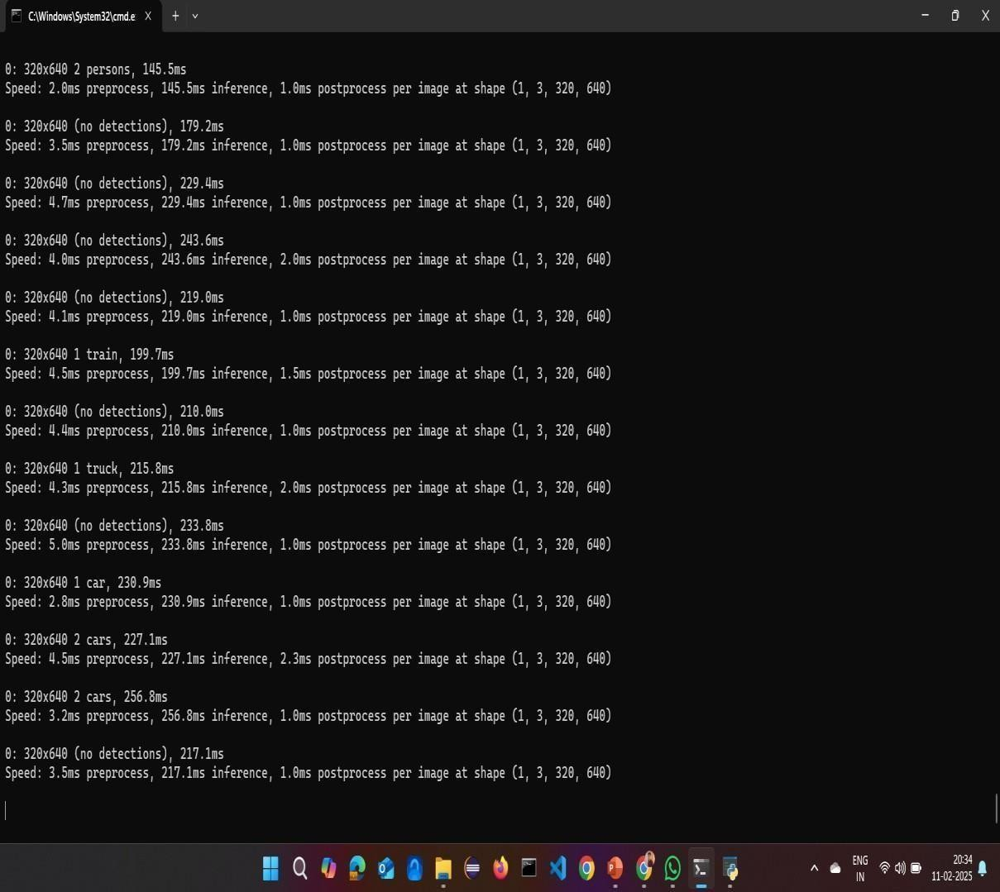 C:\Windows\System32\cmd.e
0: 320x640 2 persons, 145.5ms
Speed: 2.0ms preprocess, 145.5ms inference, 1.0ms postprocess per image at shape (1, 3, 320, 640)
0: 320x640 (no detections), 179.2ms
Speed: 3.5ms preprocess, 179.2ms inference, 1.0ms postprocess per image at shape (1, 3, 320, 640)
0: 320x640 (no detections), 229.4ms
Speed: 4.7ms preprocess, 229.4ms inference, 1.0ms postprocess per image at shape (1, 3, 320, 640)
0: 320x640 (no detections), 243.6ms
Speed: 4.0ms preprocess, 243.6ms inference, 2.0ms postprocess per image at shape (1, 3, 320, 640)
0: 320x640 (no detections), 219.0ms
Speed: 4.1ms preprocess, 219.0ms inference, 1.0ms postprocess per image at shape (1, 3, 320, 640)
0: 320x640 1 train, 199.7ms
Speed: 4.5ms preprocess, 199.7ms inference, 1.5ms postprocess per image at shape (1, 3, 320, 640)
0: 320x640 (no detections), 210.0ms
Speed: 4.4ms preprocess, 210.0ms inference, 1.0ms postprocess per image at shape (1, 3, 320, 640)
0: 320x640 1 truck, 215.8ms
Speed: 4.3ms preprocess, 215.8ms inference, 2.0ms postprocess per image at shape (1, 3, 320, 640)
0: 320x640 (no detections), 233.8ms
Speed: 5.0ms preprocess, 233.8ms inference, 1.0ms postprocess per image at shape (1, 3, 320, 640)
0: 320x640 1 car, 230.9ms
Speed: 2.8ms preprocess, 230.9ms inference, 1.0ms postprocess per image at shape (1, 3, 320, 640)
0: 320x640 2 cars, 227.1ms
Speed: 4.5ms preprocess, 227.1ms inference, 2.3ms postprocess per image at shape (1, 3, 320, 640)
0: 320x640 2 cars, 256.8ms
Speed: 3.2ms preprocess, 256.8ms inference, 1.0ms postprocess per image at shape (1, 3, 320, 640)
0: 320x640 (no detections), 217.1ms
Speed: 3.5ms preprocess, 217.1ms inference, 1.0ms postprocess per image at shape (1, 3, 320, 640)
ENG
IN
20:34
11-02-2025